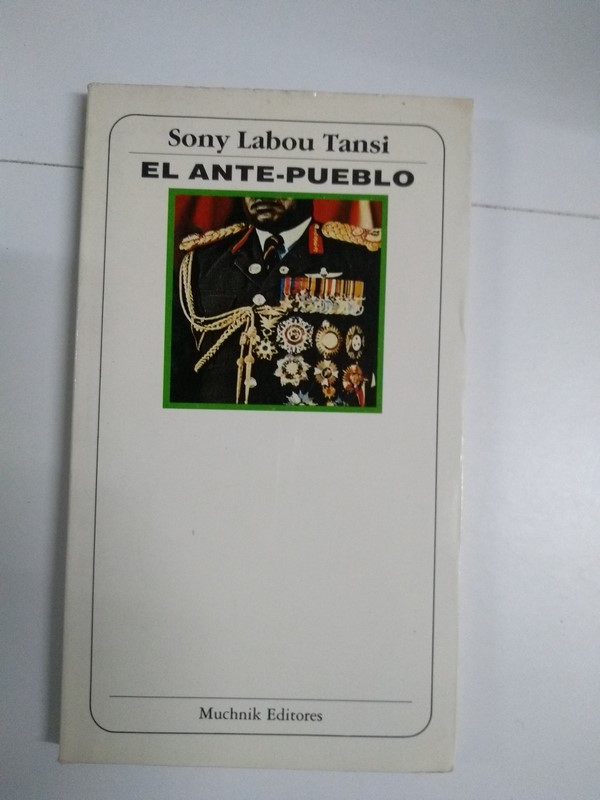 Sony Labou Tansi
EL ANTE-PUEBLO
Muchnik Editores